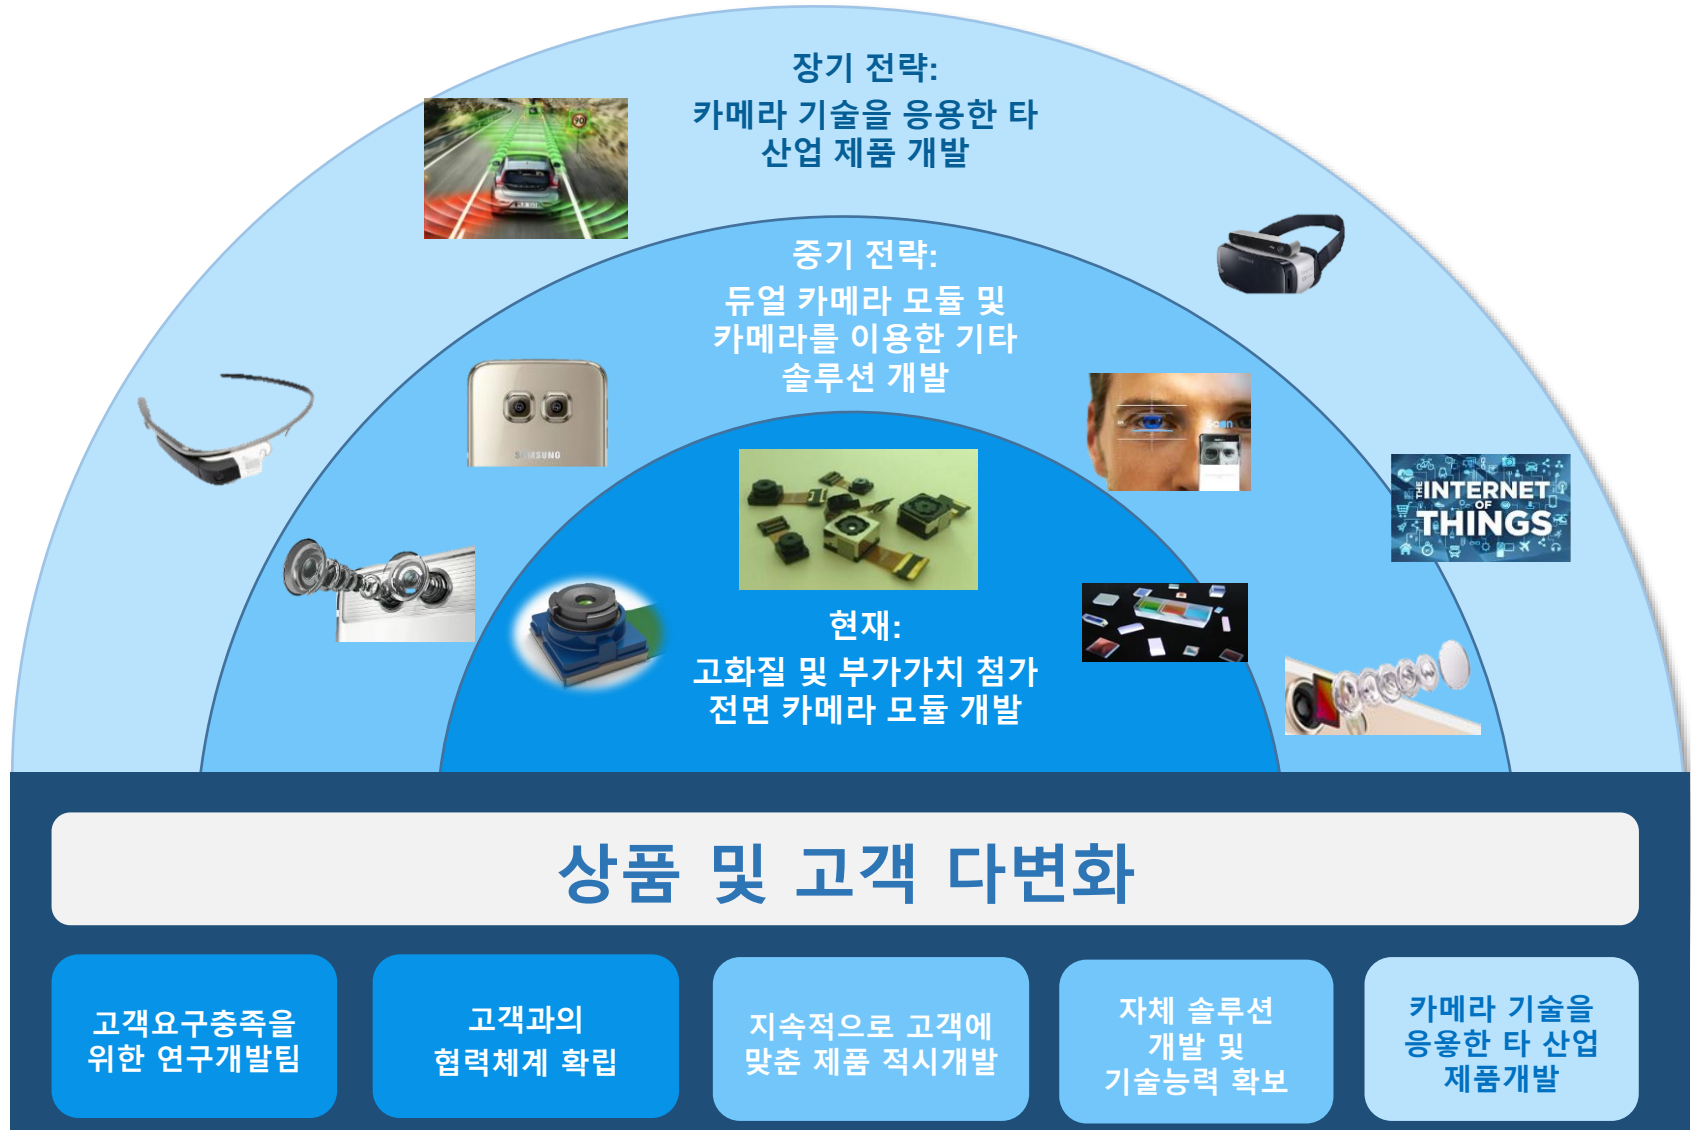 장기 전략:
카메라 기술을 응용한 타
산업 제품 개발
90
중기 전략:
듀얼 카메라 모듈 및
카메라를 이용한 기타
솔루션 개발
SAMSUNG
Scan
THE INTERNET
OF
THINGS
현재:
고화질 및 부가가치 첨가
전면 카메라 모듈 개발
상품 및 고객 다변화
고객요구충족을
위한 연구개발팀
고객과의
협력체계 확립
지속적으로 고객에
맞춘 제품 적시개발
자체 솔루션
개발 및
기술능력 확보
카메라 기술을
응용한 타 산업
제품개발